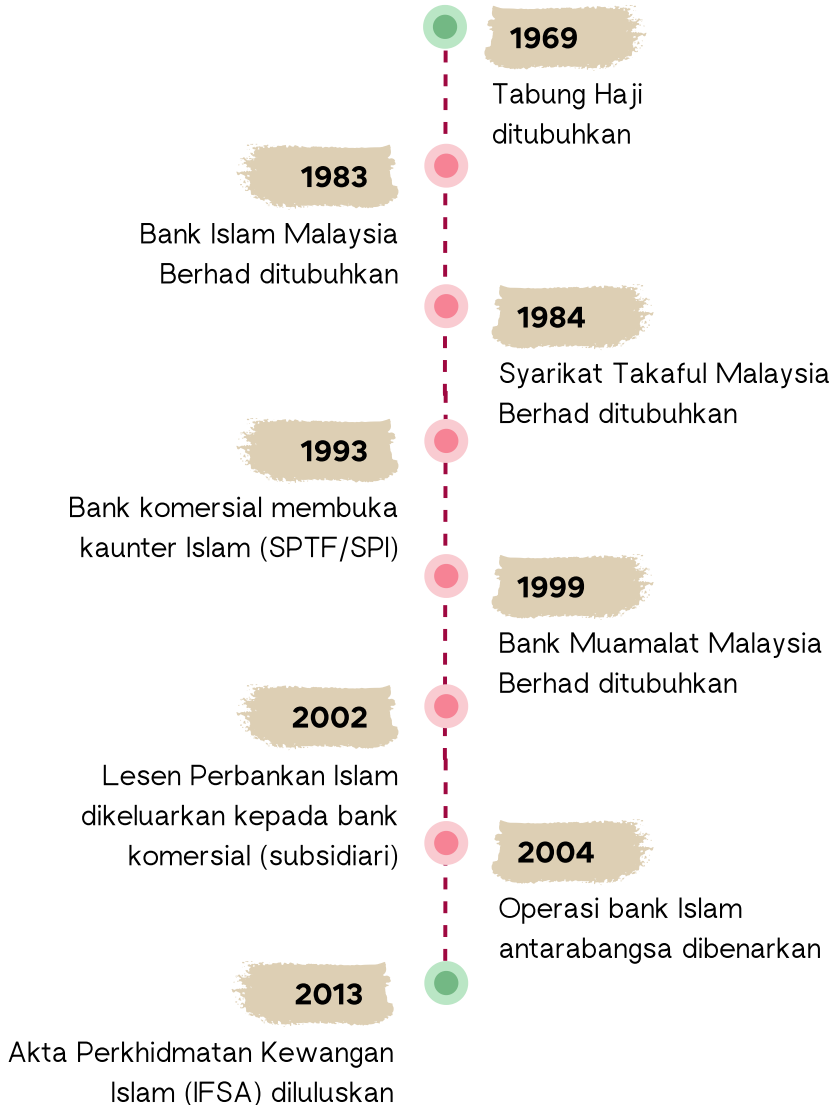 1969
Tabung Haji
ditubuhkan
1983
Bank Islam Malaysia
Berhad ditubuhkan
1984
Syarikat Takaful Malaysia
Berhad ditubuhkan
1993
Bank komersial membuka
kaunter Islam (SPTF/SPI)
1999
Bank Muamalat Malaysia
Berhad ditubuhkan
2002
Lesen Perbankan Islam
dikeluarkan kepada bank
komersial (subsidiari)
2004
Operasi bank Islam
antarabangsa dibenarkan
2013
Akta Perkhidmatan Kewangan
Islam (IFSA) diluluskan